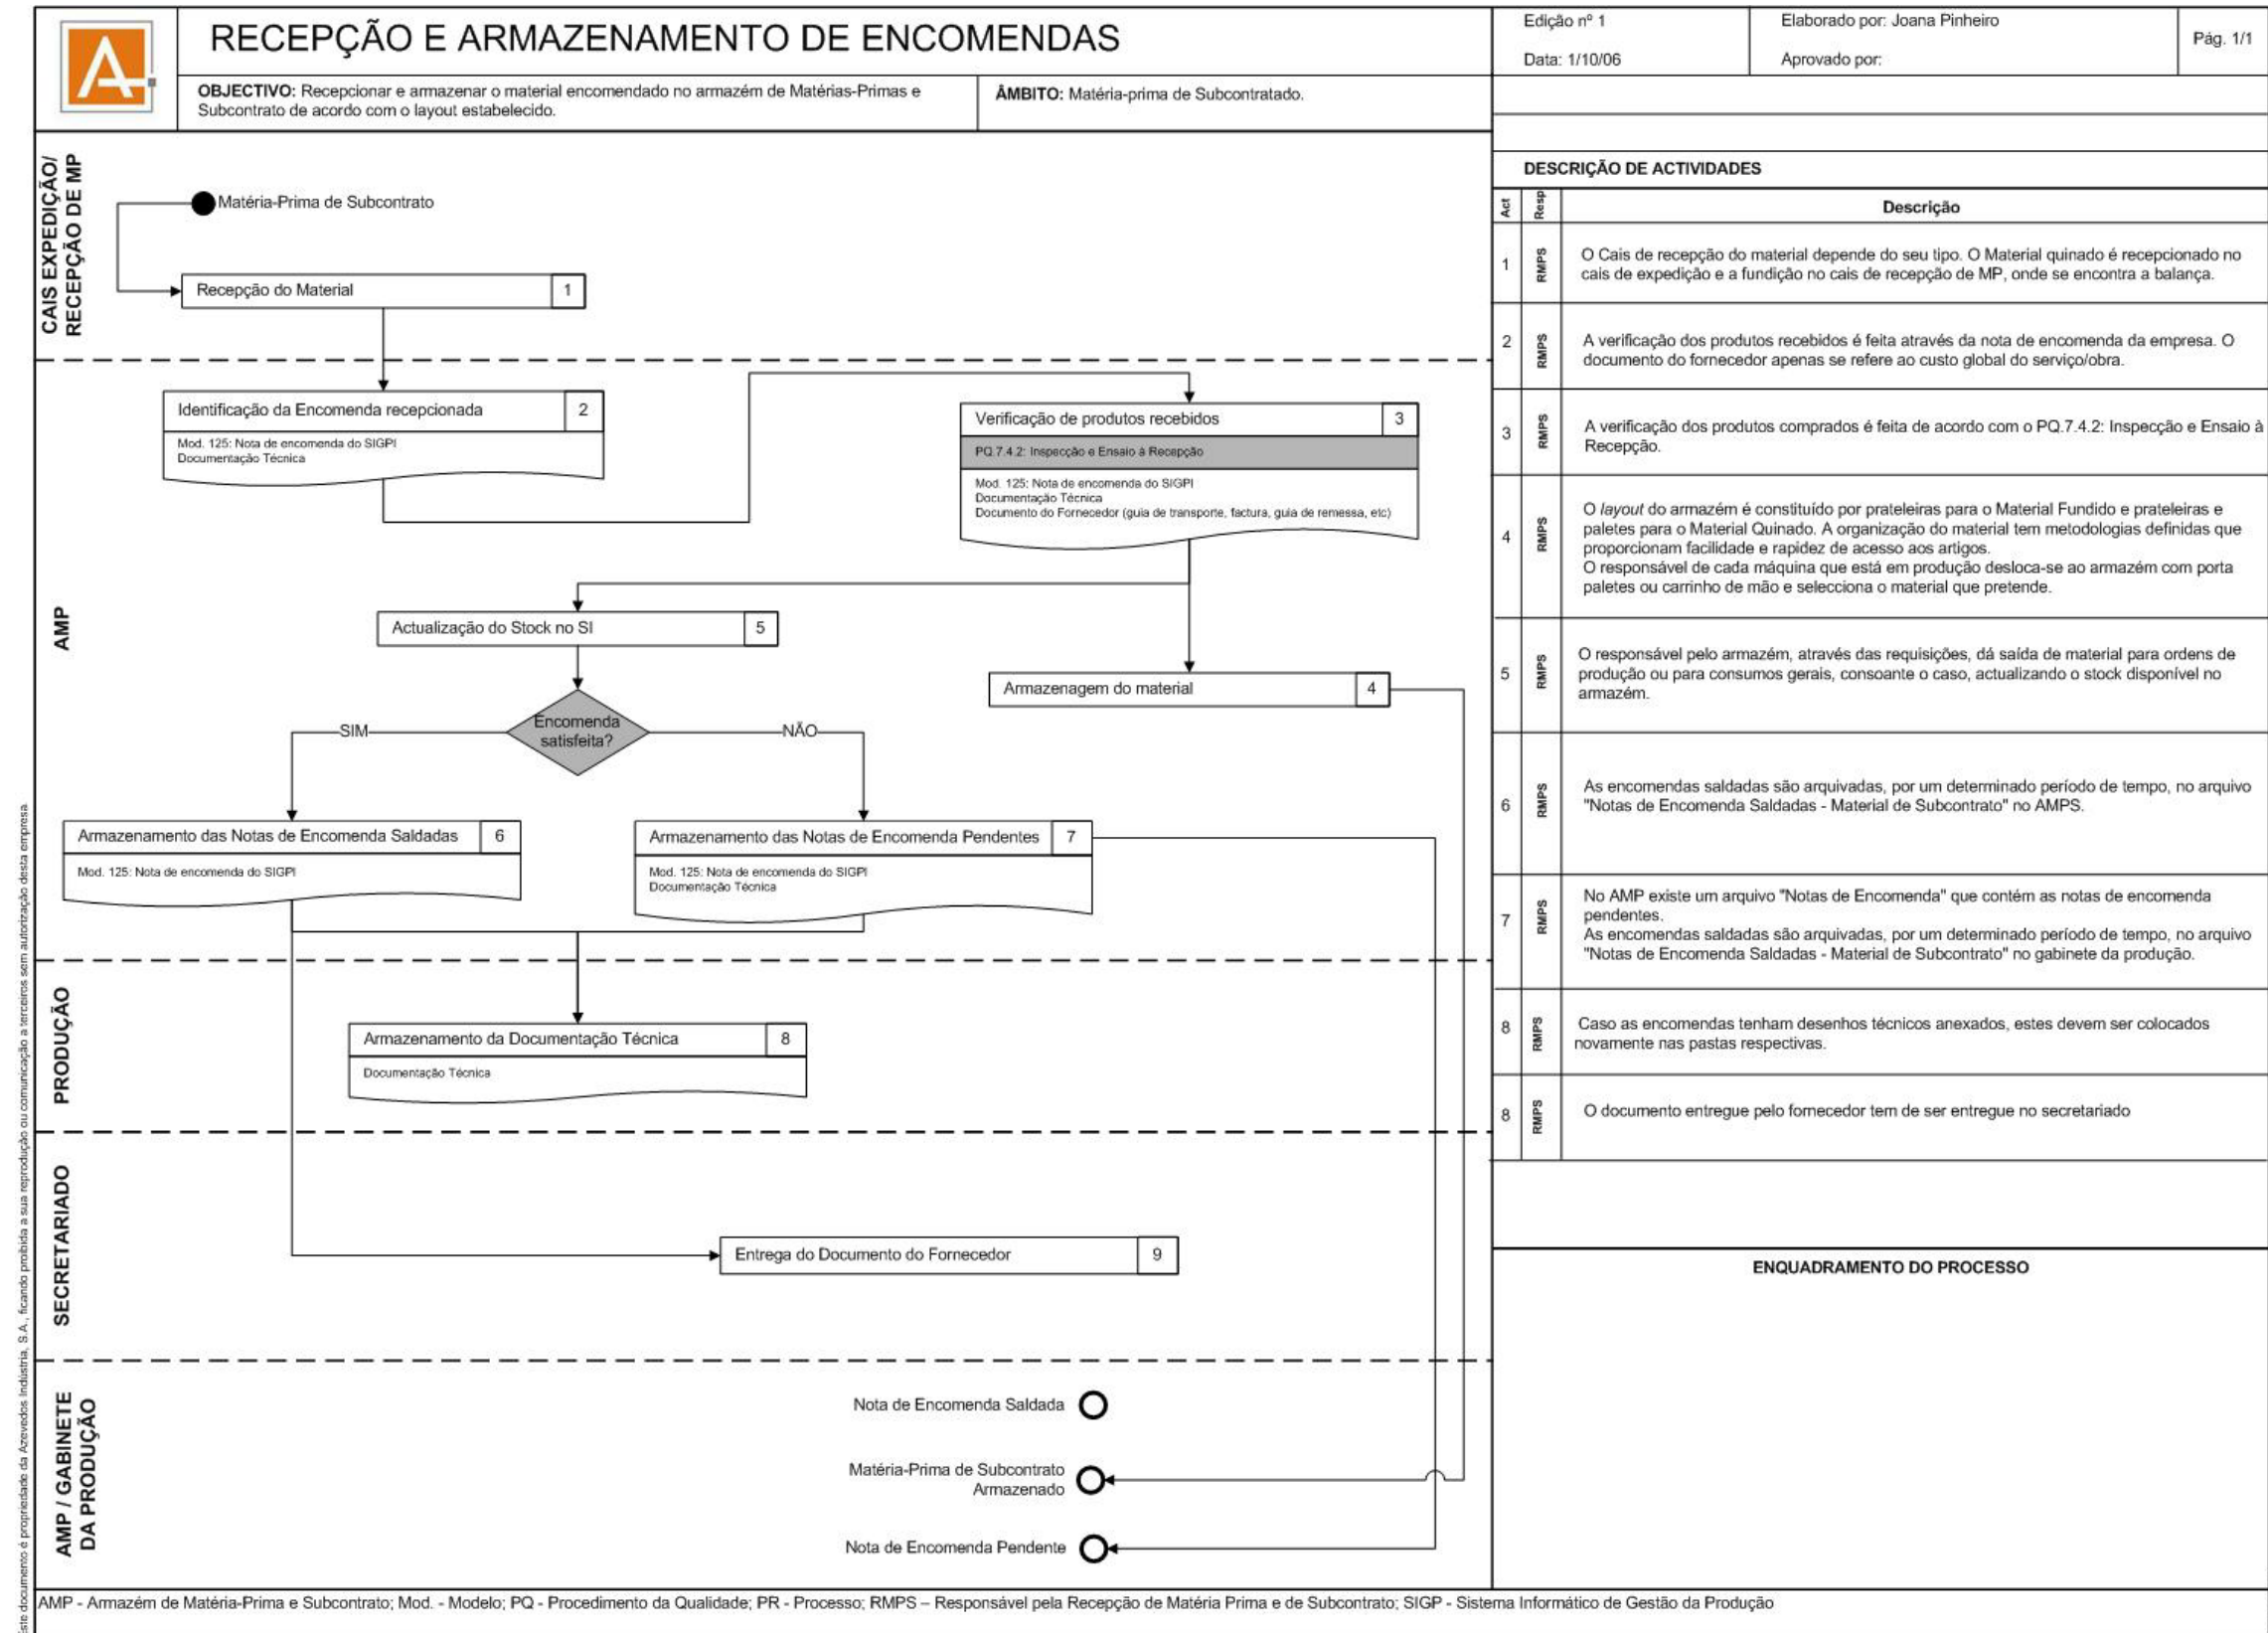 A.
RECEPÇÃO E ARMAZENAMENTO DE ENCOMENDAS
OBJECTIVO: Recepcionar e armazenar o material encomendado no armazém de Matérias-Primas e
Subcontrato de acordo com o layout estabelecido.
ÂMBITO: Matéria-prima de Subcontratado.
Edição nº 1
Data: 1/10/06
Elaborado por: Joana Pinheiro
Aprovado por:
Pág. 1/1
CAIS EXPEDIÇÃO/
RECEPÇÃO DE MP
Matéria-Prima de Subcontrato
Recepção do Material
1
AMP
Identificação da Encomenda recepcionada
2
Mod. 125: Nota de encomenda do SIGPI
Documentação Técnica
Verificação de produtos recebidos
3
PQ.7.4.2: Inspecção e Ensaio à Recepção
Mod. 125: Nota de encomenda do SIGPI
Documentação Técnica
Documento do Fornecedor (guia de transporte, factura, guia de remessa, etc)
Actualização do Stock no SI
5
Armazenagem do material
4
Encomenda
satisfeita?
SIM
NÃO
Armazenamento das Notas de Encomenda Saldadas
6
Mod. 125: Nota de encomenda do SIGPI
Armazenamento das Notas de Encomenda Pendentes
7
Mod. 125: Nota de encomenda do SIGPI
Documentação Técnica
PRODUÇÃO
Armazenamento da Documentação Técnica
8
Documentação Técnica
SECRETARIADO
Entrega do Documento do Fornecedor
9
AMP / GABINETE
DA PRODUÇÃO
Nota de Encomenda Saldada
Matéria-Prima de Subcontrato
Armazenado
Nota de Encomenda Pendente
DESCRIÇÃO DE ACTIVIDADES
Act
Resp
Descrição
1
RMPS
O Cais de recepção do material depende do seu tipo. O Material quinado é recepcionado no
cais de expedição e a fundição no cais de recepção de MP, onde se encontra a balança.
2
RMPS
A verificação dos produtos recebidos é feita através da nota de encomenda da empresa. O
documento do fornecedor apenas se refere ao custo global do serviço/obra.
3
RMPS
A verificação dos produtos comprados é feita de acordo com o PQ.7.4.2: Inspecção e Ensaio à
Recepção.
4
RMPS
O layout do armazém é constituído por prateleiras para o Material Fundido e prateleiras e
paletes para o Material Quinado. A organização do material tem metodologias definidas que
proporcionam facilidade e rapidez de acesso aos artigos.
O responsável de cada máquina que está em produção desloca-se ao armazém com porta
paletes ou carrinho de mão e selecciona o material que pretende.
5
RMPS
O responsável pelo armazém, através das requisições, dá saída de material para ordens de
produção ou para consumos gerais, consoante o caso, actualizando o stock disponível no
armazém.
6
RMPS
As encomendas saldadas são arquivadas, por um determinado período de tempo, no arquivo
"Notas de Encomenda Saldadas - Material de Subcontrato" no AMPS.
7
RMPS
No AMP existe um arquivo "Notas de Encomenda" que contém as notas de encomenda
pendentes.
As encomendas saldadas são arquivadas, por um determinado período de tempo, no arquivo
"Notas de Encomenda Saldadas - Material de Subcontrato" no gabinete da produção.
8
RMPS
Caso as encomendas tenham desenhos técnicos anexados, estes devem ser colocados
novamente nas pastas respectivas.
8
RMPS
O documento entregue pelo fornecedor tem de ser entregue no secretariado
ENQUADRAMENTO DO PROCESSO
Este documento é propriedade da Azevedos Indústria, S.A., ficando proibida a sua reprodução ou comunicação a terceiros sem autorização desta empresa.
AMP - Armazém de Matéria-Prima e Subcontrato; Mod. - Modelo; PQ - Procedimento da Qualidade; PR - Processo; RMPS – Responsável pela Recepção de Matéria Prima e de Subcontrato; SIGP - Sistema Informático de Gestão da Produção